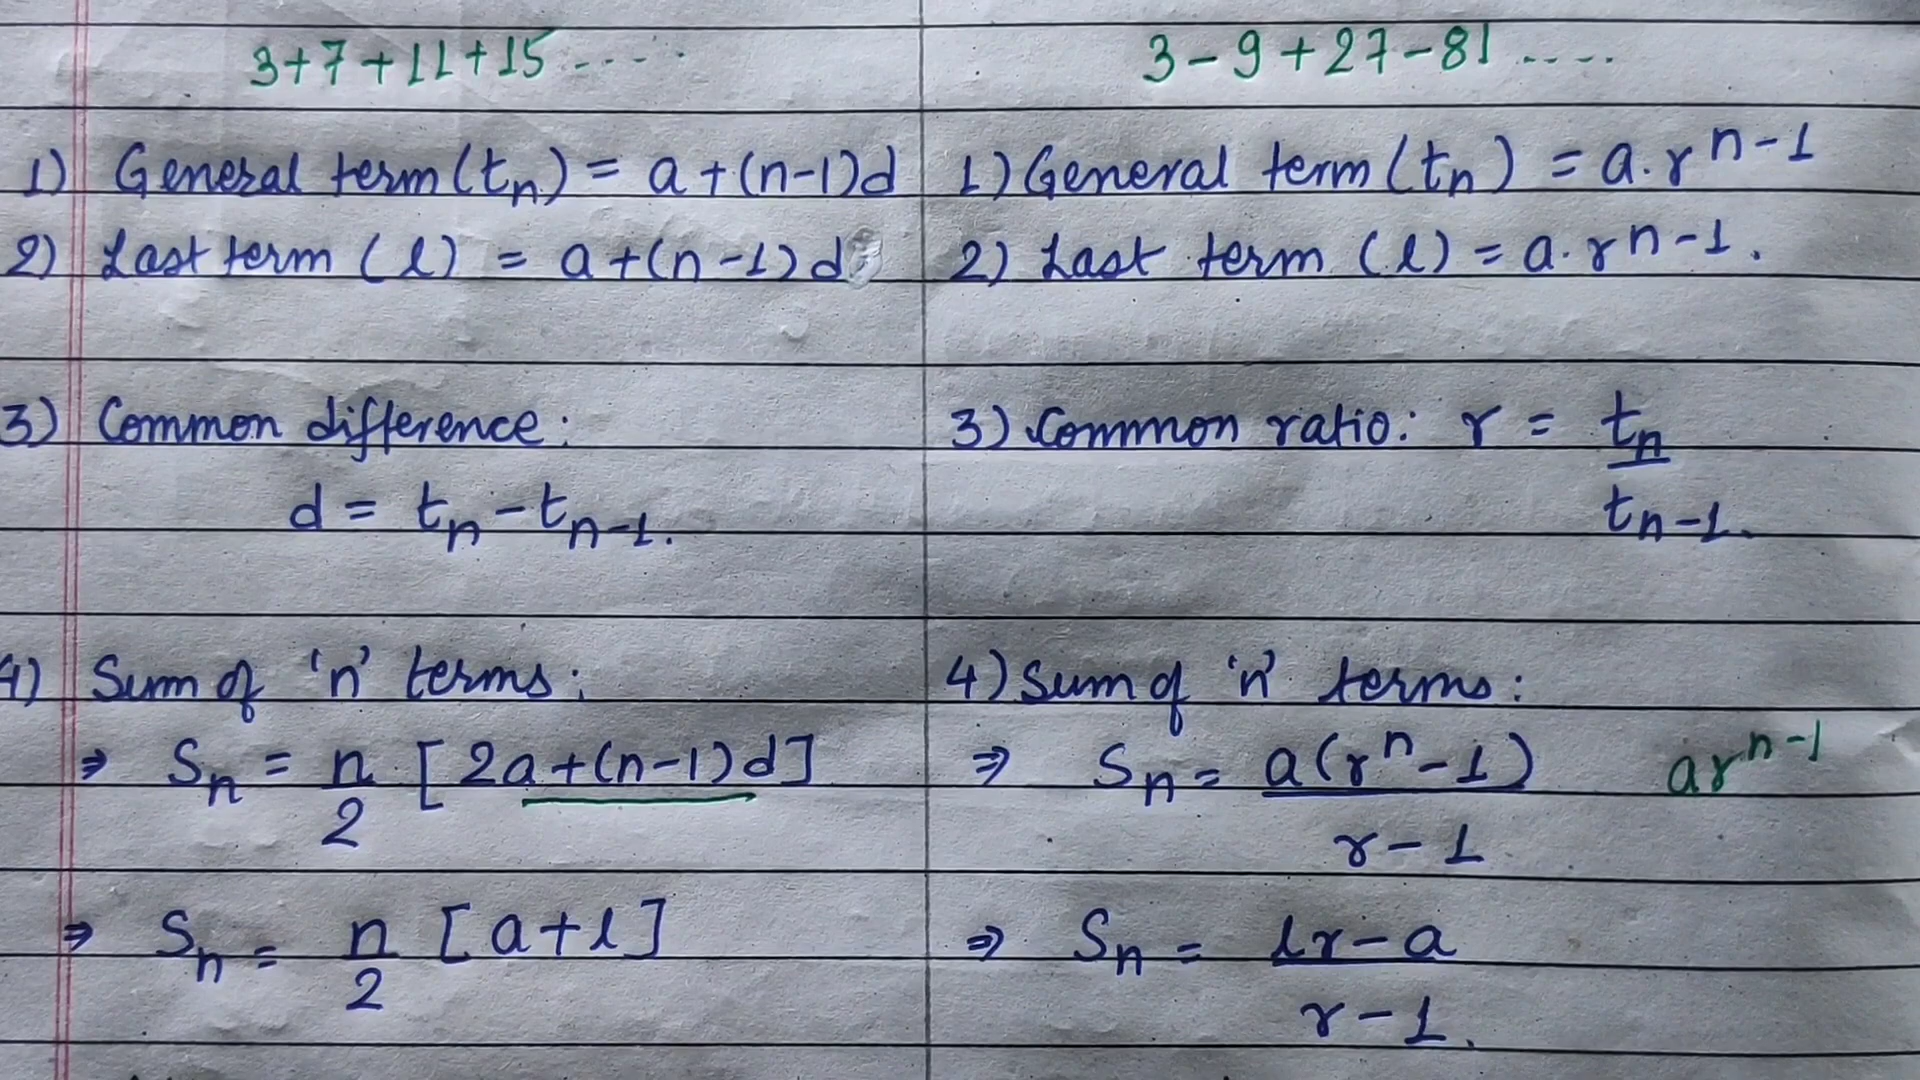 3+7+11+15.....
1) General term (tn) = a+(n-1)d
2) Last term (l) = a+(n-1)d
3) Common difference:
d = tn - tn-1.
4) Sum of 'n' terms:
⇒ Sn = n/2 [2a+(n-1)d]
⇒ Sn = n/2 [a+l]
3-9+27-81.....
1) General term (tn) = a.r^n-1
2) Last term (l) = a.r^n-1.
3) Common ratio: r = tn/tn-1.
4) Sum of 'n' terms:
⇒ Sn = a(r^n-1)/r-1 ar^n-1
⇒ Sn = lr-a/r-1.